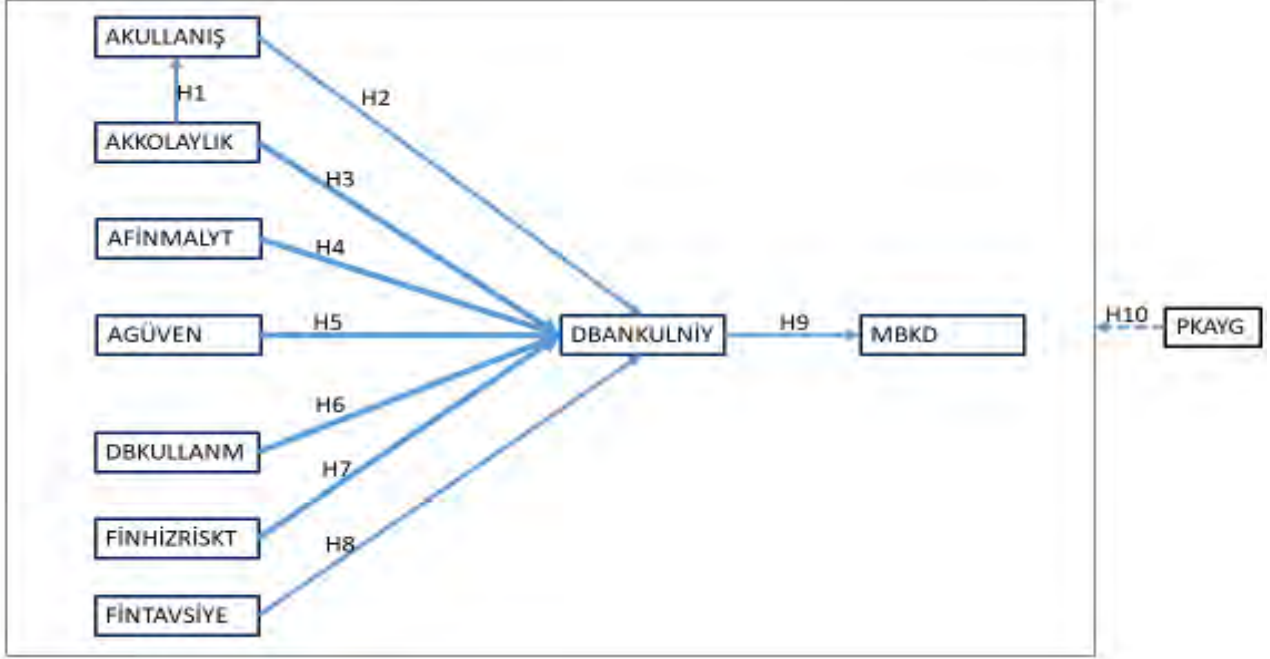 AKULLANIŞ
H1
H2
AKKOLAYLIK
H3
AFİNMALYT
H4
AGÜVEN
H5
DBANKULNİY
H9
MBKD
H10
PKAYG
H6
DBKULLANM
H7
FİNHİZRİSKT
H8
FİNTAVSİYE